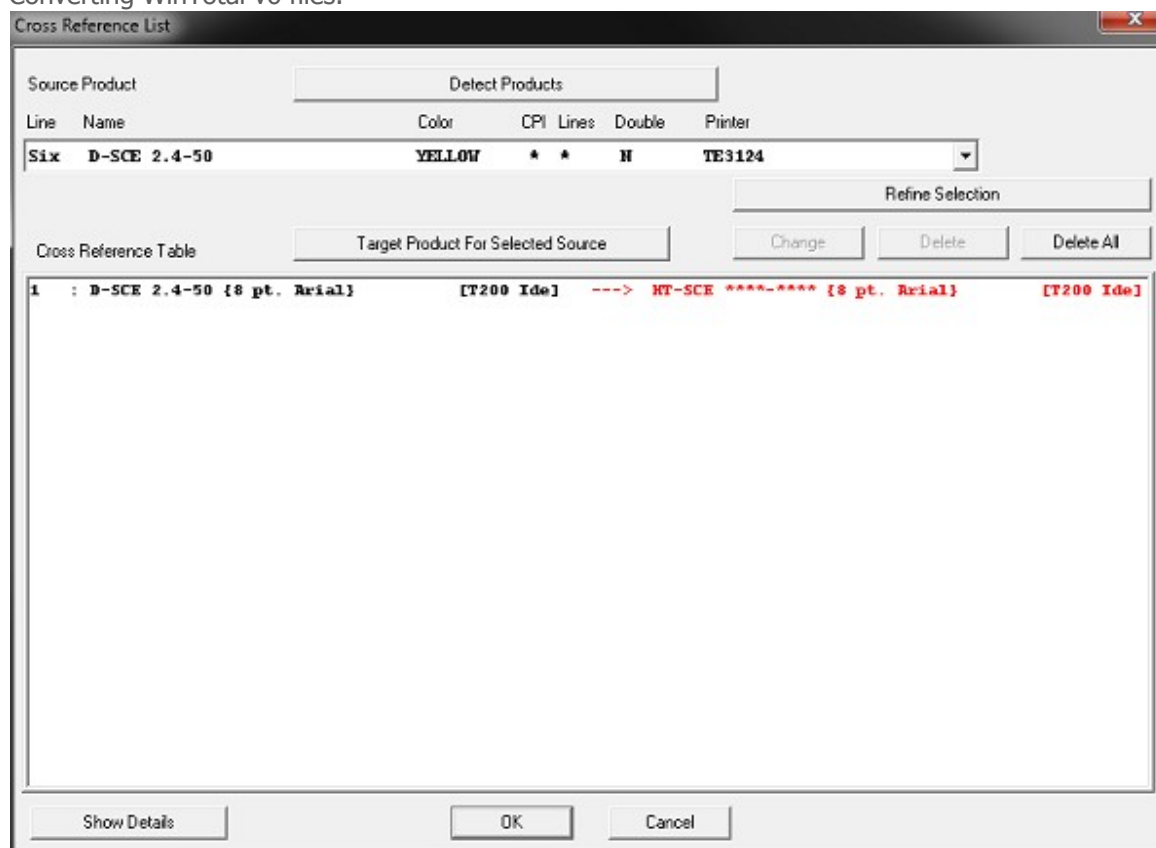 Converting WinTotal v6 files.
Cross Reference List
Source Product Detect Products
Line Name Color CPI Lines Double Printer
Six D-SCE 2.4-50 YELLOW * * N TE3124
Refine Selection
Cross Reference Table Target Product For Selected Source Change Delete Delete All
1 : D-SCE 2.4-50 {8 pt. Arial} [T200 Ide] ---> HT-SCE ****-**** {8 pt. Arial} [T200 Ide]
Show Details OK Cancel